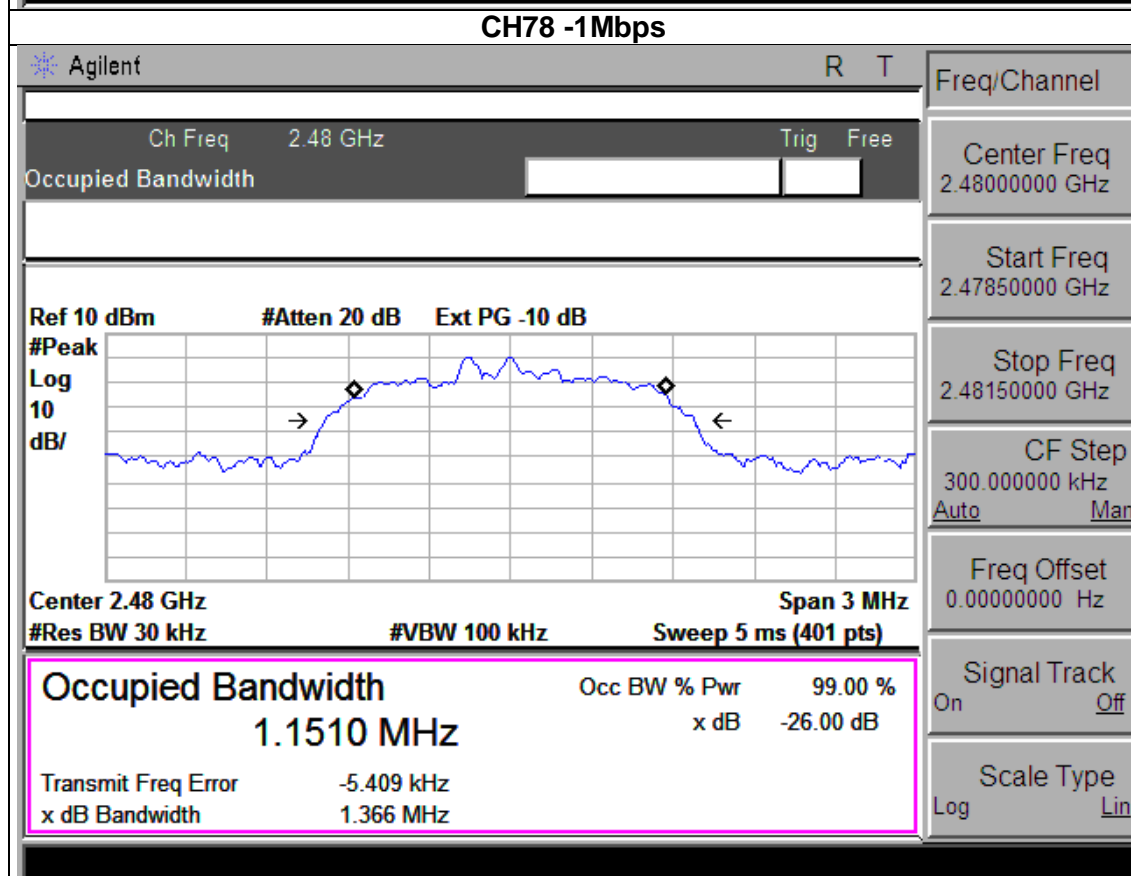 CH78 -1Mbps
Agilent R T
Ch Freq 2.48 GHz Trig Free
Occupied Bandwidth
Ref 10 dBm #Atten 20 dB Ext PG -10 dB
#Peak
Log
10
dB/
Center 2.48 GHz Span 3 MHz
#Res BW 30 kHz #VBW 100 kHz Sweep 5 ms (401 pts)
Occupied Bandwidth
1.1510 MHz
Occ BW % Pwr 99.00 %
x dB -26.00 dB
Transmit Freq Error -5.409 kHz
x dB Bandwidth 1.366 MHz
Freq/Channel
Center Freq
2.48000000 GHz
Start Freq
2.47850000 GHz
Stop Freq
2.48150000 GHz
CF Step
300.000000 kHz
Auto Man
Freq Offset
0.00000000 Hz
Signal Track
On Off
Scale Type
Log Lin